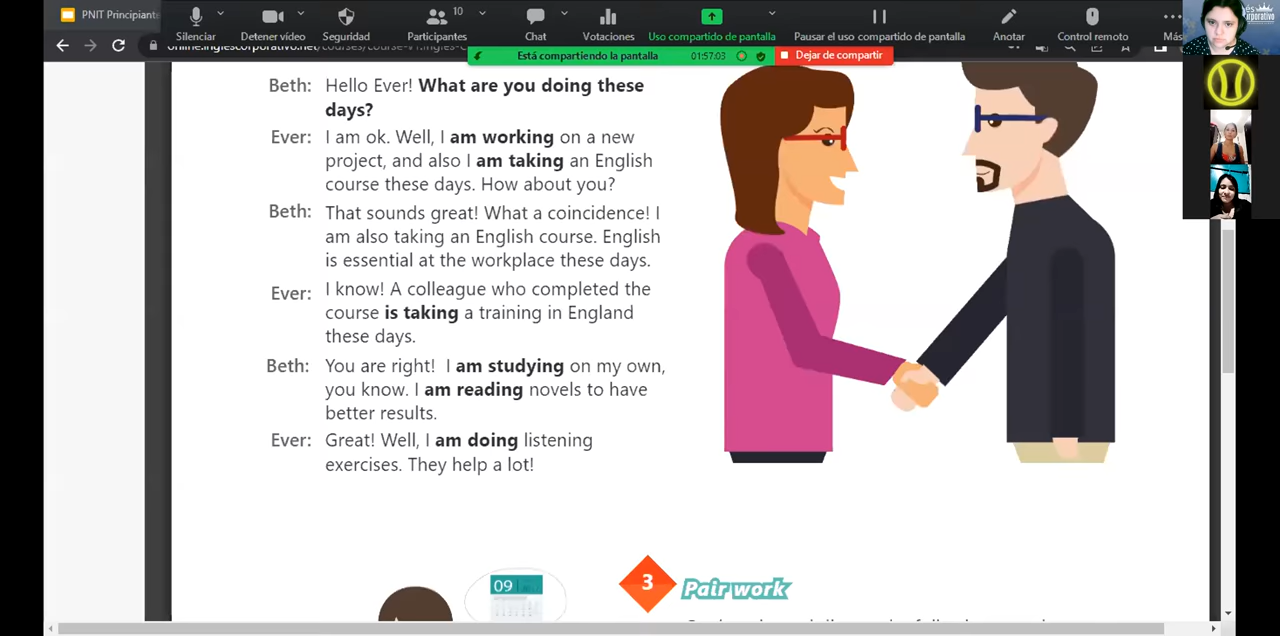 PNIT Principiante
10
Silenciar Detener video Seguridad Participantes Chat Votaciones Uso compartido de pantalla Pausar el uso compartido de pantalla Anotar Control remoto Más
Está compartiendo la pantalla 01:57:03 Dejar de compartir
Beth: Hello Ever! What are you doing these
days?
Ever: I am ok. Well, I am working on a new
project, and also I am taking an English
course these days. How about you?
Beth: That sounds great! What a coincidence! I
am also taking an English course. English
is essential at the workplace these days.
Ever: I know! A colleague who completed the
course is taking a training in England
these days.
Beth: You are right! I am studying on my own,
you know. I am reading novels to have
better results.
Ever: Great! Well, I am doing listening
exercises. They help a lot!
09
3 Pair work